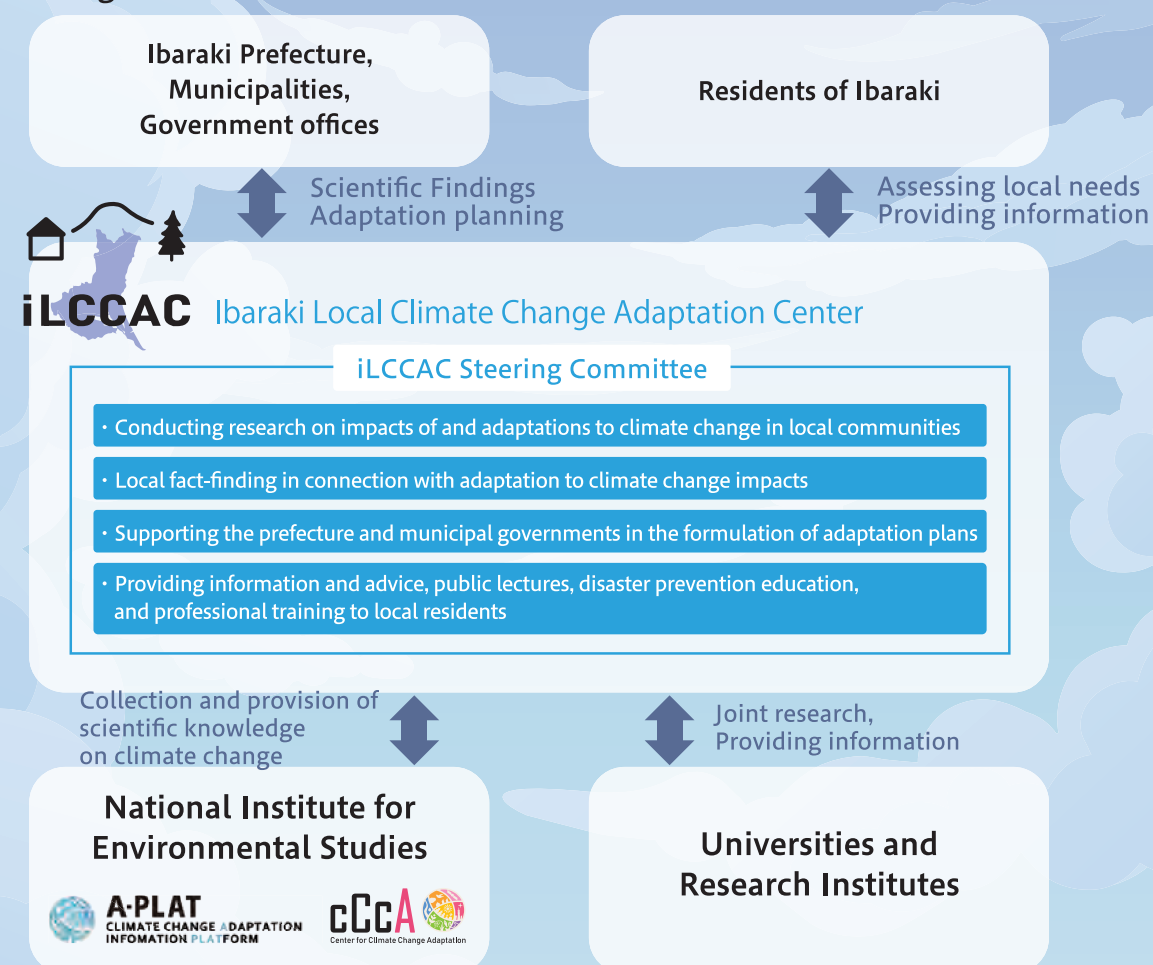 Ibaraki Prefecture,
Municipalities,
Government offices
Residents of Ibaraki
Scientific Findings
Adaptation planning
Assessing local needs
Providing information
iLCCAC
Ibaraki Local Climate Change Adaptation Center
iLCCAC Steering Committee
・Conducting research on impacts of and adaptations to climate change in local communities
・Local fact-finding in connection with adaptation to climate change impacts
・Supporting the prefecture and municipal governments in the formulation of adaptation plans
・Providing information and advice, public lectures, disaster prevention education,
and professional training to local residents
Collection and provision of
scientific knowledge
on climate change
Joint research,
Providing information
National Institute for
Environmental Studies
A-PLAT
CLIMATE CHANGE ADAPTATION
INFOMATION PLATFORM
cCcA
Center for Climate Change Adaptation
Universities and
Research Institutes